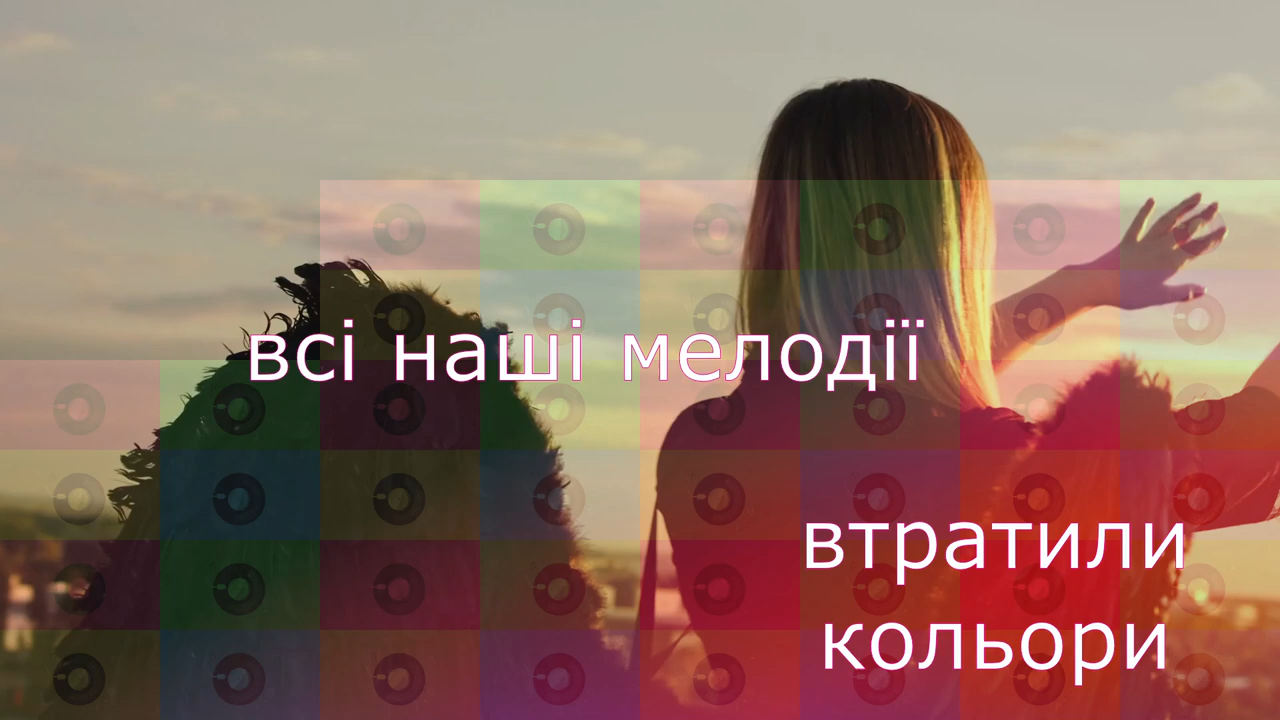 всі наші мелодії
втратили
кольори